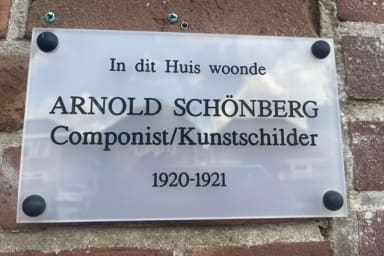 In dit Huis woonde
ARNOLD SCHÖNBERG
Componist/Kunstschilder
1920-1921